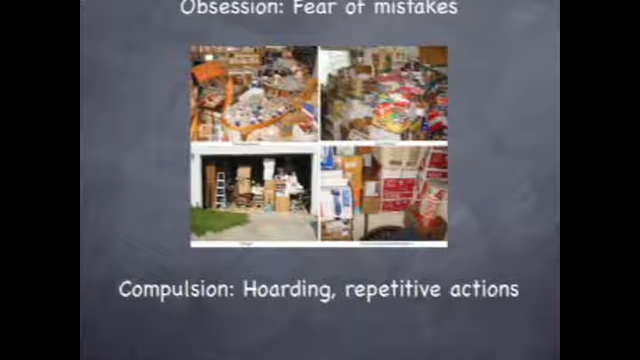 Obsession: Fear of mistakes
Compulsion: Hoarding, repetitive actions